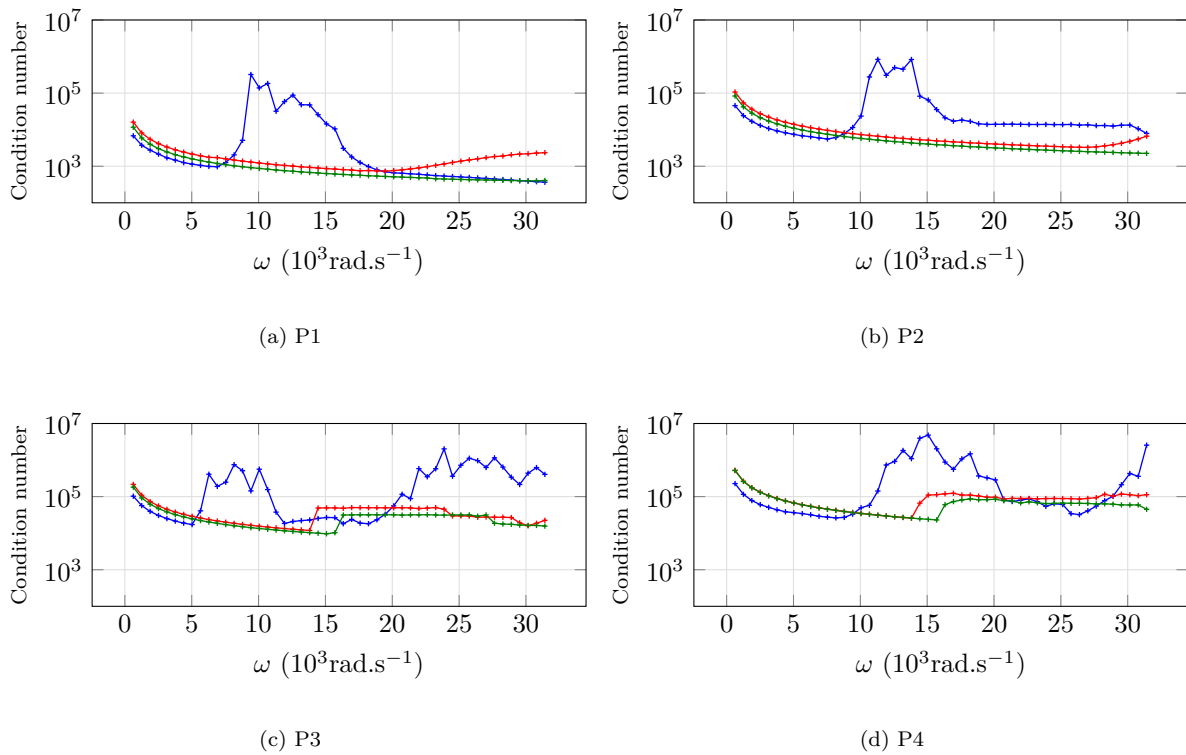 10^7
10^5
10^3
Condition number
0 5 10 15 20 25 30
ω (10^3rad.s^−1)
(a) P1
10^7
10^5
10^3
Condition number
0 5 10 15 20 25 30
ω (10^3rad.s^−1)
(b) P2
10^7
10^5
10^3
Condition number
0 5 10 15 20 25 30
ω (10^3rad.s^−1)
(c) P3
10^7
10^5
10^3
Condition number
0 5 10 15 20 25 30
ω (10^3rad.s^−1)
(d) P4